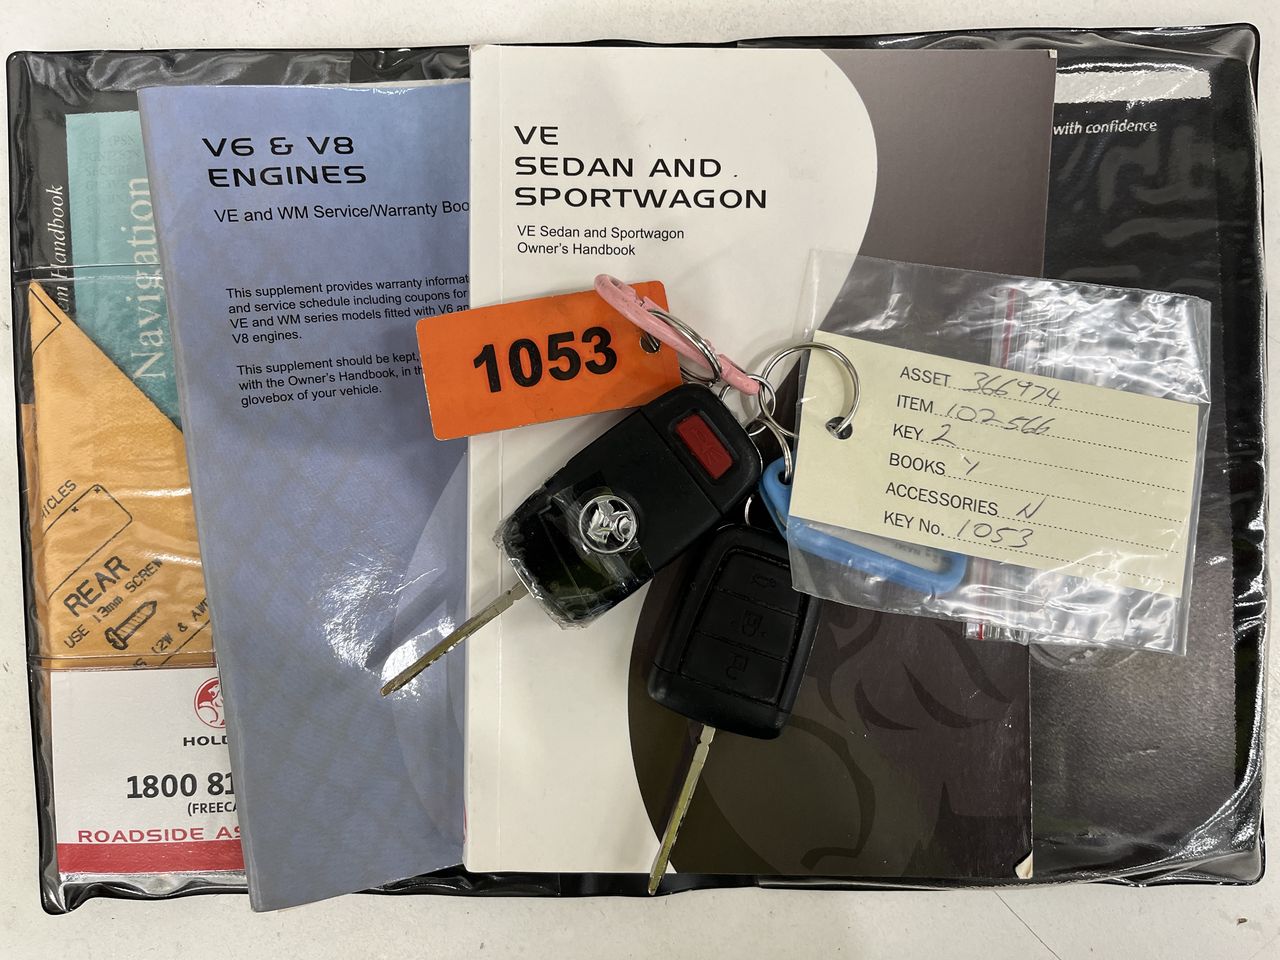 Handbook
Navigation
V6 & V8
ENGINES
VE and WM Service/Warranty Boo
This supplement provides warranty informat
and service schedule including coupons for
VE and WM series models fitted with V6 an
V8 engines.
This supplement should be kept,
with the Owner's Handbook, in th
glovebox of your vehicle.
VE
SEDAN AND
SPORTWAGON
VE Sedan and Sportwagon
Owner's Handbook
with confidence
1053
ASSET 366974
ITEM 102566
KEY 2
BOOKS Y
ACCESSORIES N
KEY No. 1053
REAR
USE 13mm SCREW
HOLD
1800 81
(FREECA
ROADSIDE AS